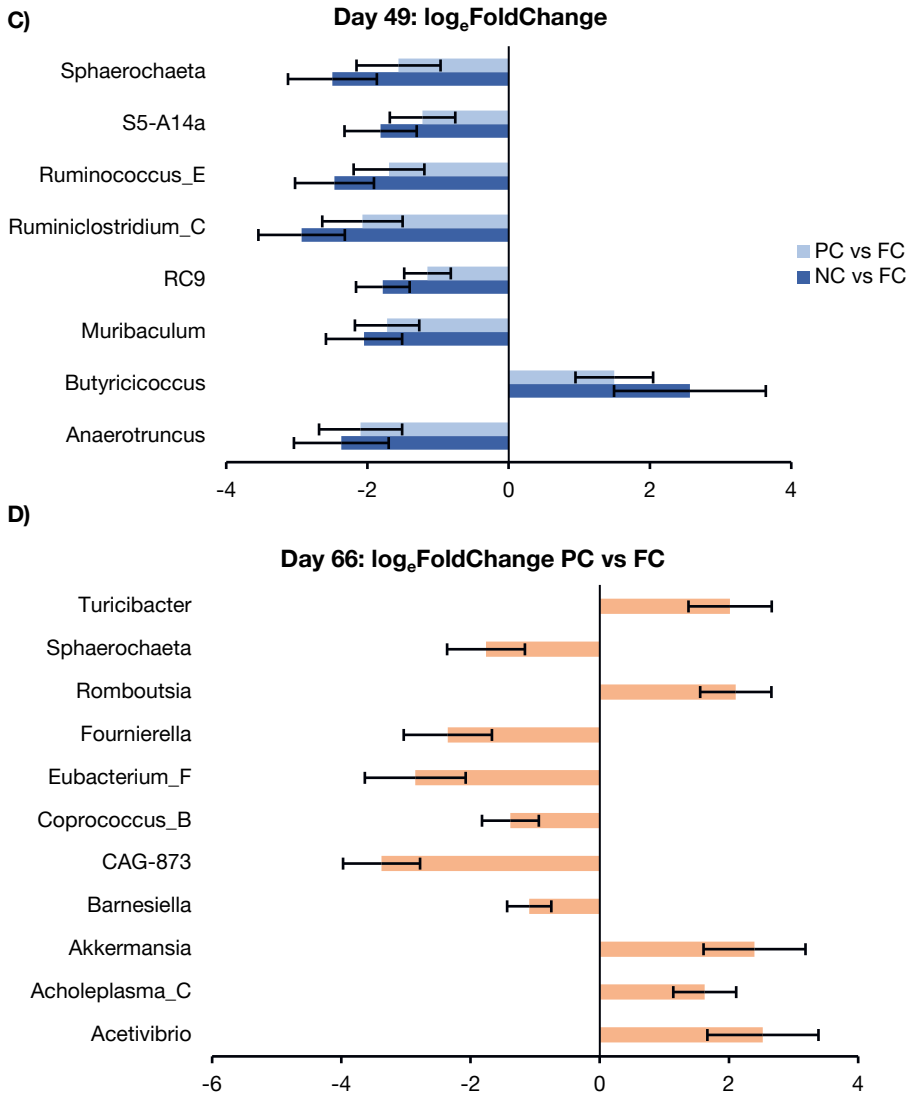 C)
Day 49: logₑFoldChange
Sphaerochaeta
S5-A14a
Ruminococcus_E
Ruminiclostridium_C
RC9
Muribaculum
Butyricicoccus
Anaerotruncus
PC vs FC
NC vs FC
-4 -2 0 2 4
D)
Day 66: logₑFoldChange PC vs FC
Turicibacter
Sphaerochaeta
Romboutsia
Fournierella
Eubacterium_F
Coprococcus_B
CAG-873
Barnesiella
Akkermansia
Acholeplasma_C
Acetivibrio
-6 -4 -2 0 2 4